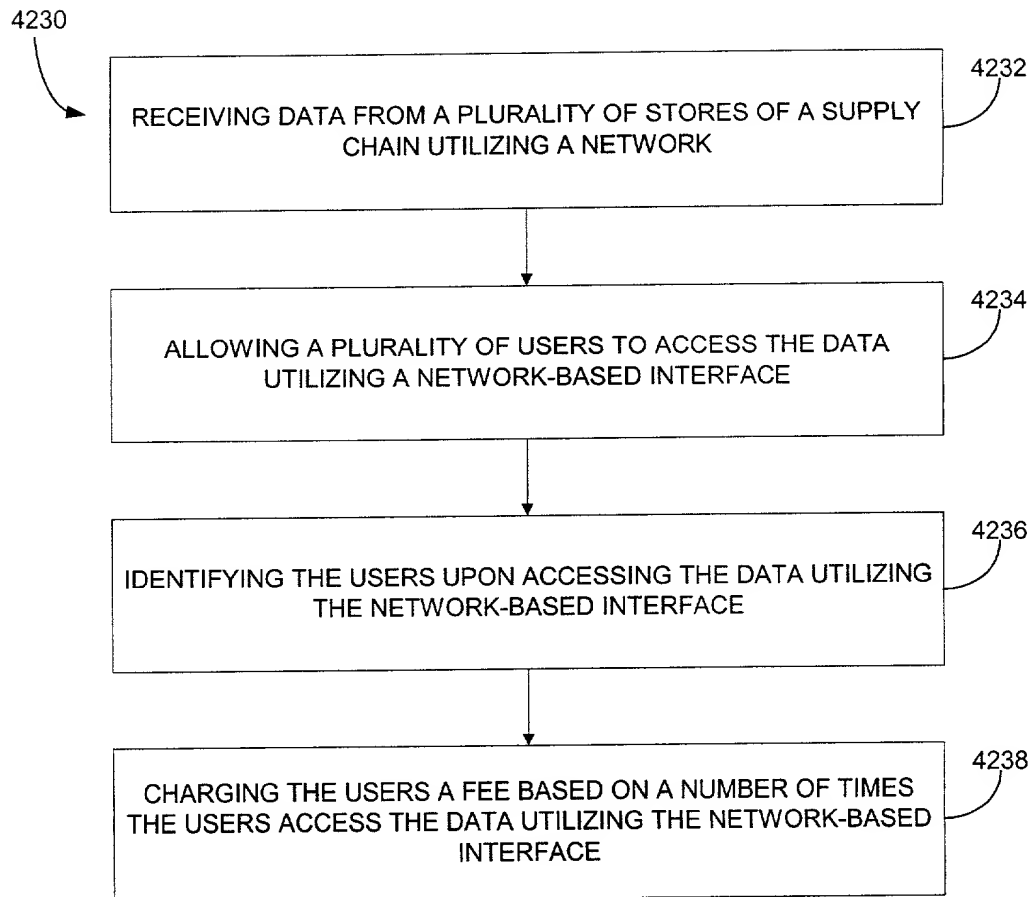 4230
4232
RECEIVING DATA FROM A PLURALITY OF STORES OF A SUPPLY
CHAIN UTILIZING A NETWORK
4234
ALLOWING A PLURALITY OF USERS TO ACCESS THE DATA
UTILIZING A NETWORK-BASED INTERFACE
4236
IDENTIFYING THE USERS UPON ACCESSING THE DATA UTILIZING
THE NETWORK-BASED INTERFACE
4238
CHARGING THE USERS A FEE BASED ON A NUMBER OF TIMES
THE USERS ACCESS THE DATA UTILIZING THE NETWORK-BASED
INTERFACE